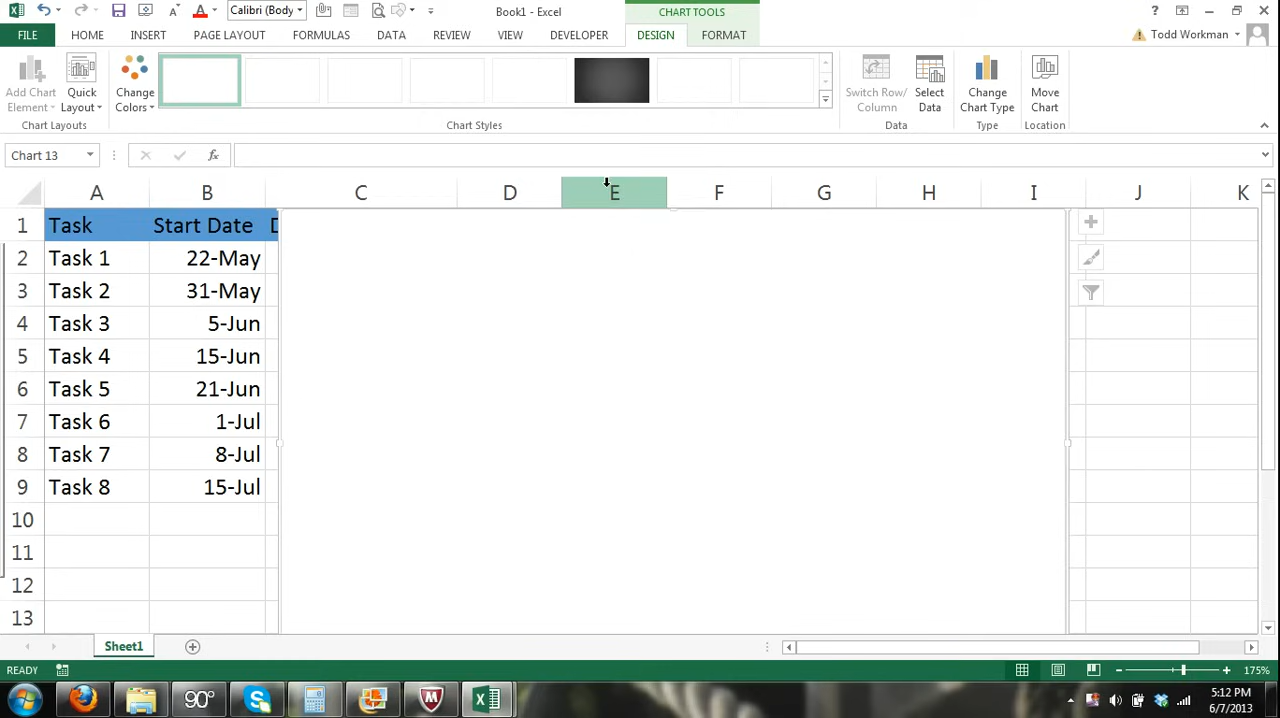 Calibri (Body
Book1 - Excel
CHART TOOLS
?
FILE HOME INSERT PAGE LAYOUT FORMULAS DATA REVIEW VIEW DEVELOPER DESIGN FORMAT Todd Workman
Add Chart Element Quick Layout Change Colors Switch Row/ Column Select Data Change Chart Type Move Chart
Chart Layouts Chart Styles Data Type Location
Chart 13 fx
A B C D E F G H I J K
1 Task Start Date D
2 Task 1 22-May
3 Task 2 31-May
4 Task 3 5-Jun
5 Task 4 15-Jun
6 Task 5 21-Jun
7 Task 6 1-Jul
8 Task 7 8-Jul
9 Task 8 15-Jul
10
11
12
13
Sheet1
READY 175%
90°
5:12 PM
6/7/2013